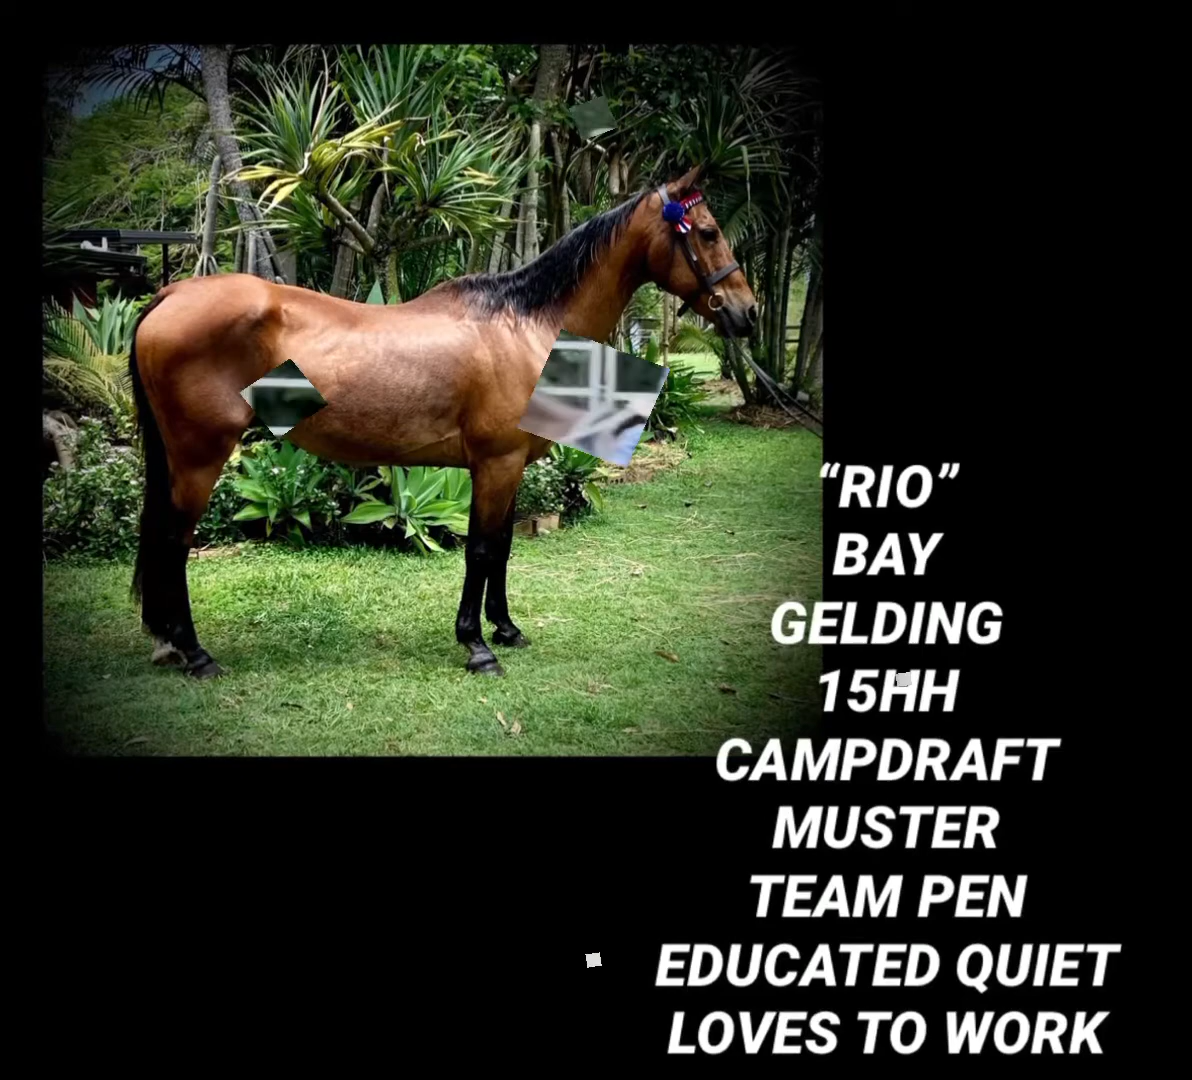 “RIO”
BAY
GELDING
15HH
CAMPDRAFT
MUSTER
TEAM PEN
EDUCATED QUIET
LOVES TO WORK